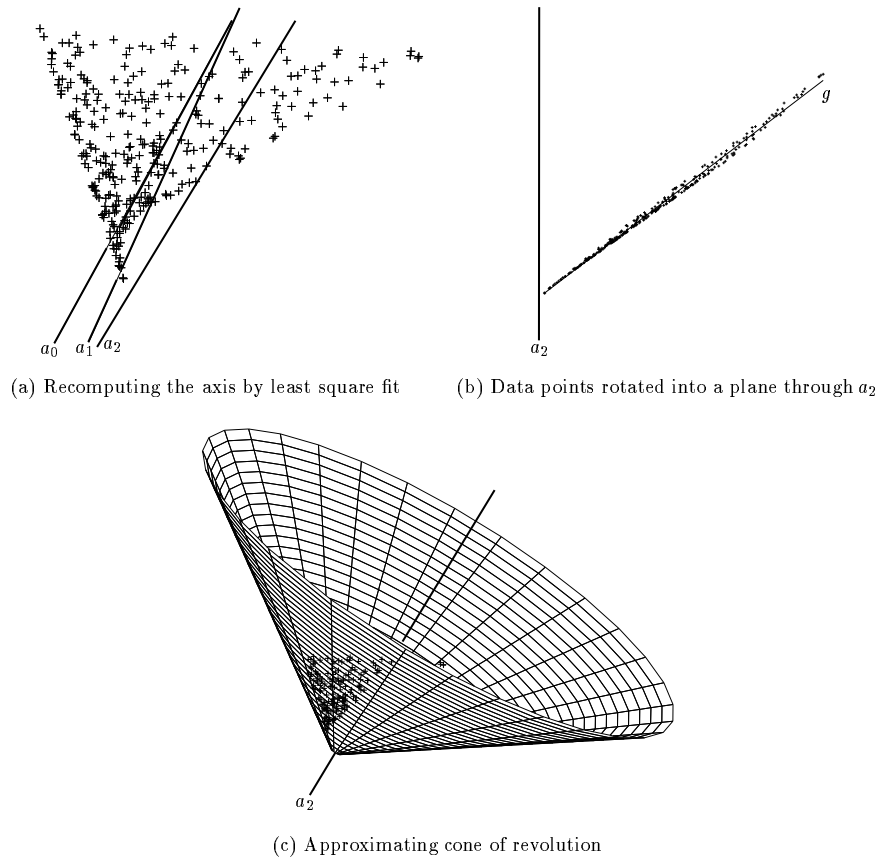 g
a₀ a₁ a₂
a₂
(a) Recomputing the axis by least square fit
(b) Data points rotated into a plane through a₂
a₂
(c) Approximating cone of revolution